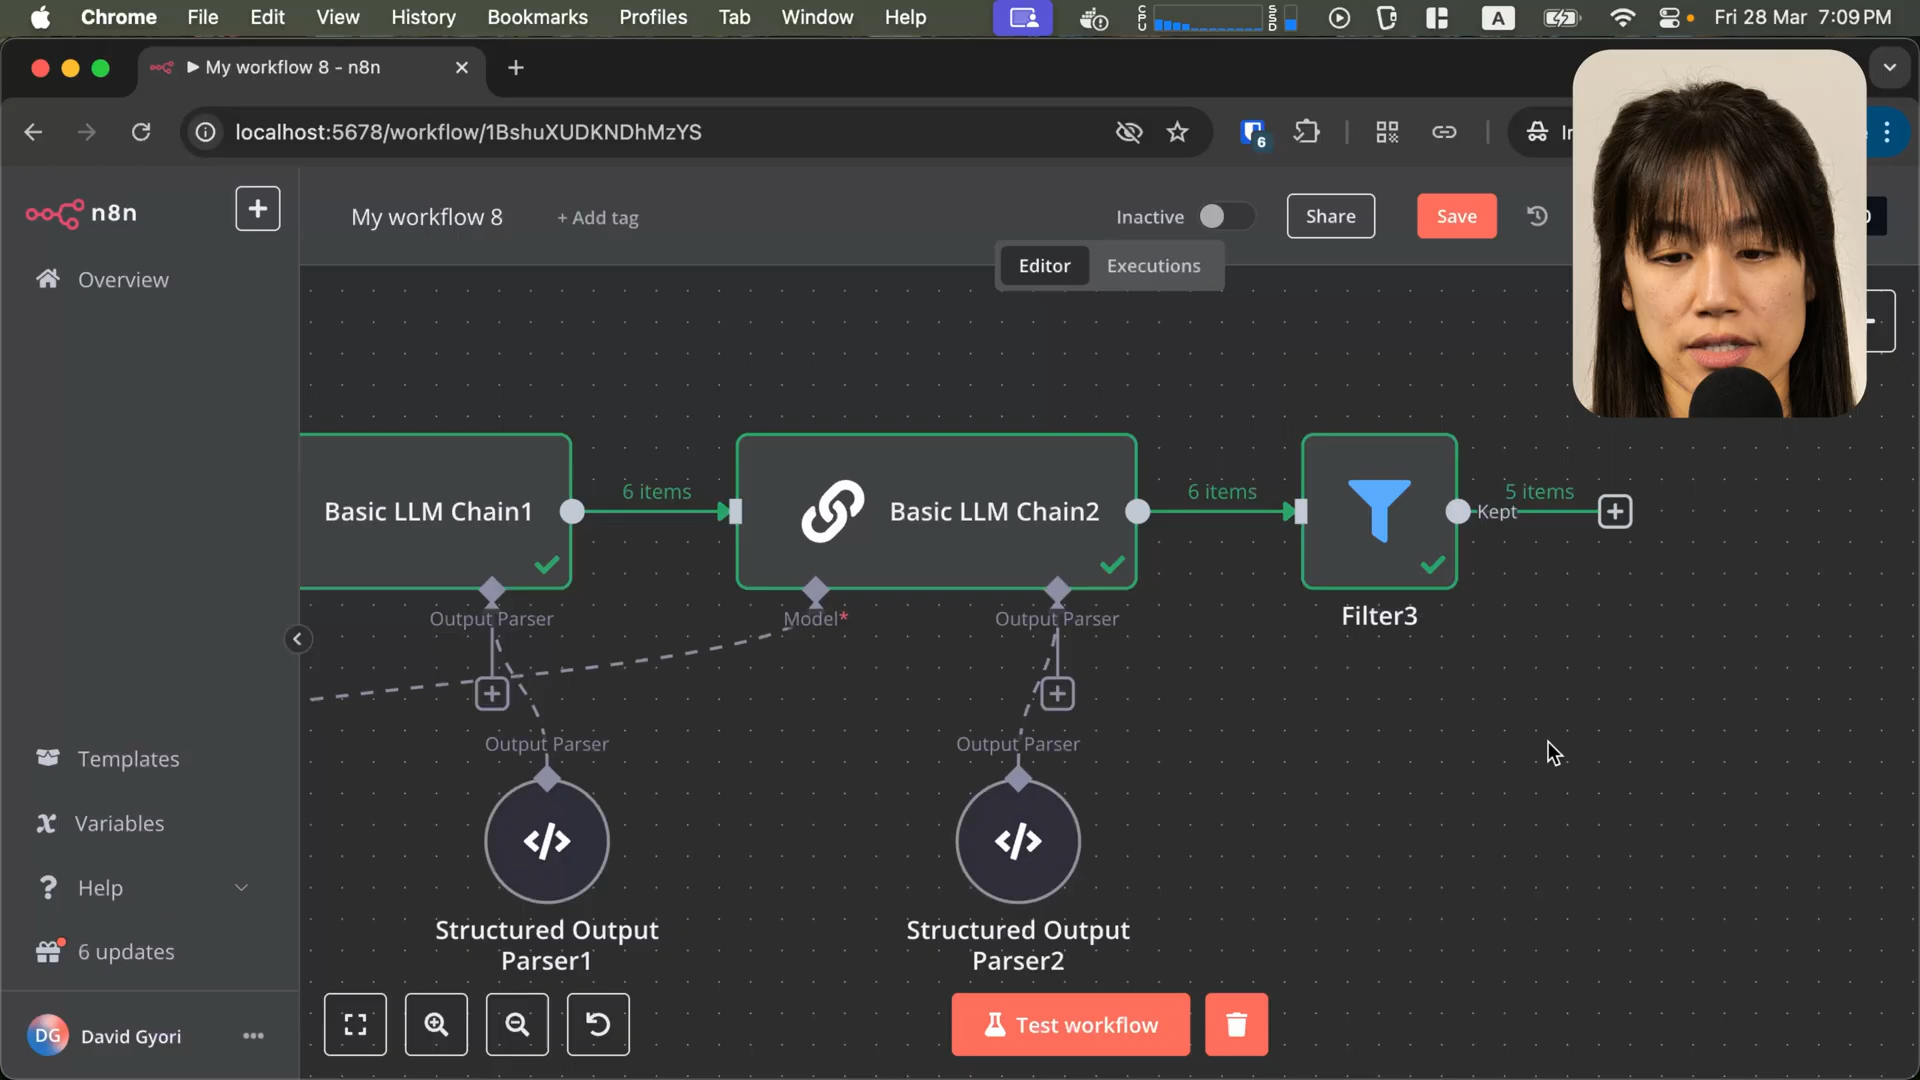 Chrome File Edit View History Bookmarks Profiles Tab Window Help
CPU
SSD
A
Fri 28 Mar 7:09 PM
My workflow 8 - n8n
localhost:5678/workflow/1BshuXUDKNDhMzYS
6
n8n
My workflow 8
+ Add tag
Inactive
Share
Save
Editor
Executions
Overview
6 items
6 items
5 items
Basic LLM Chain1
Basic LLM Chain2
Kept
Output Parser
Model*
Output Parser
Filter3
Output Parser
Output Parser
Templates
Variables
Help
Structured Output
Parser1
Structured Output
Parser2
6 updates
DG
David Gyori
Test workflow